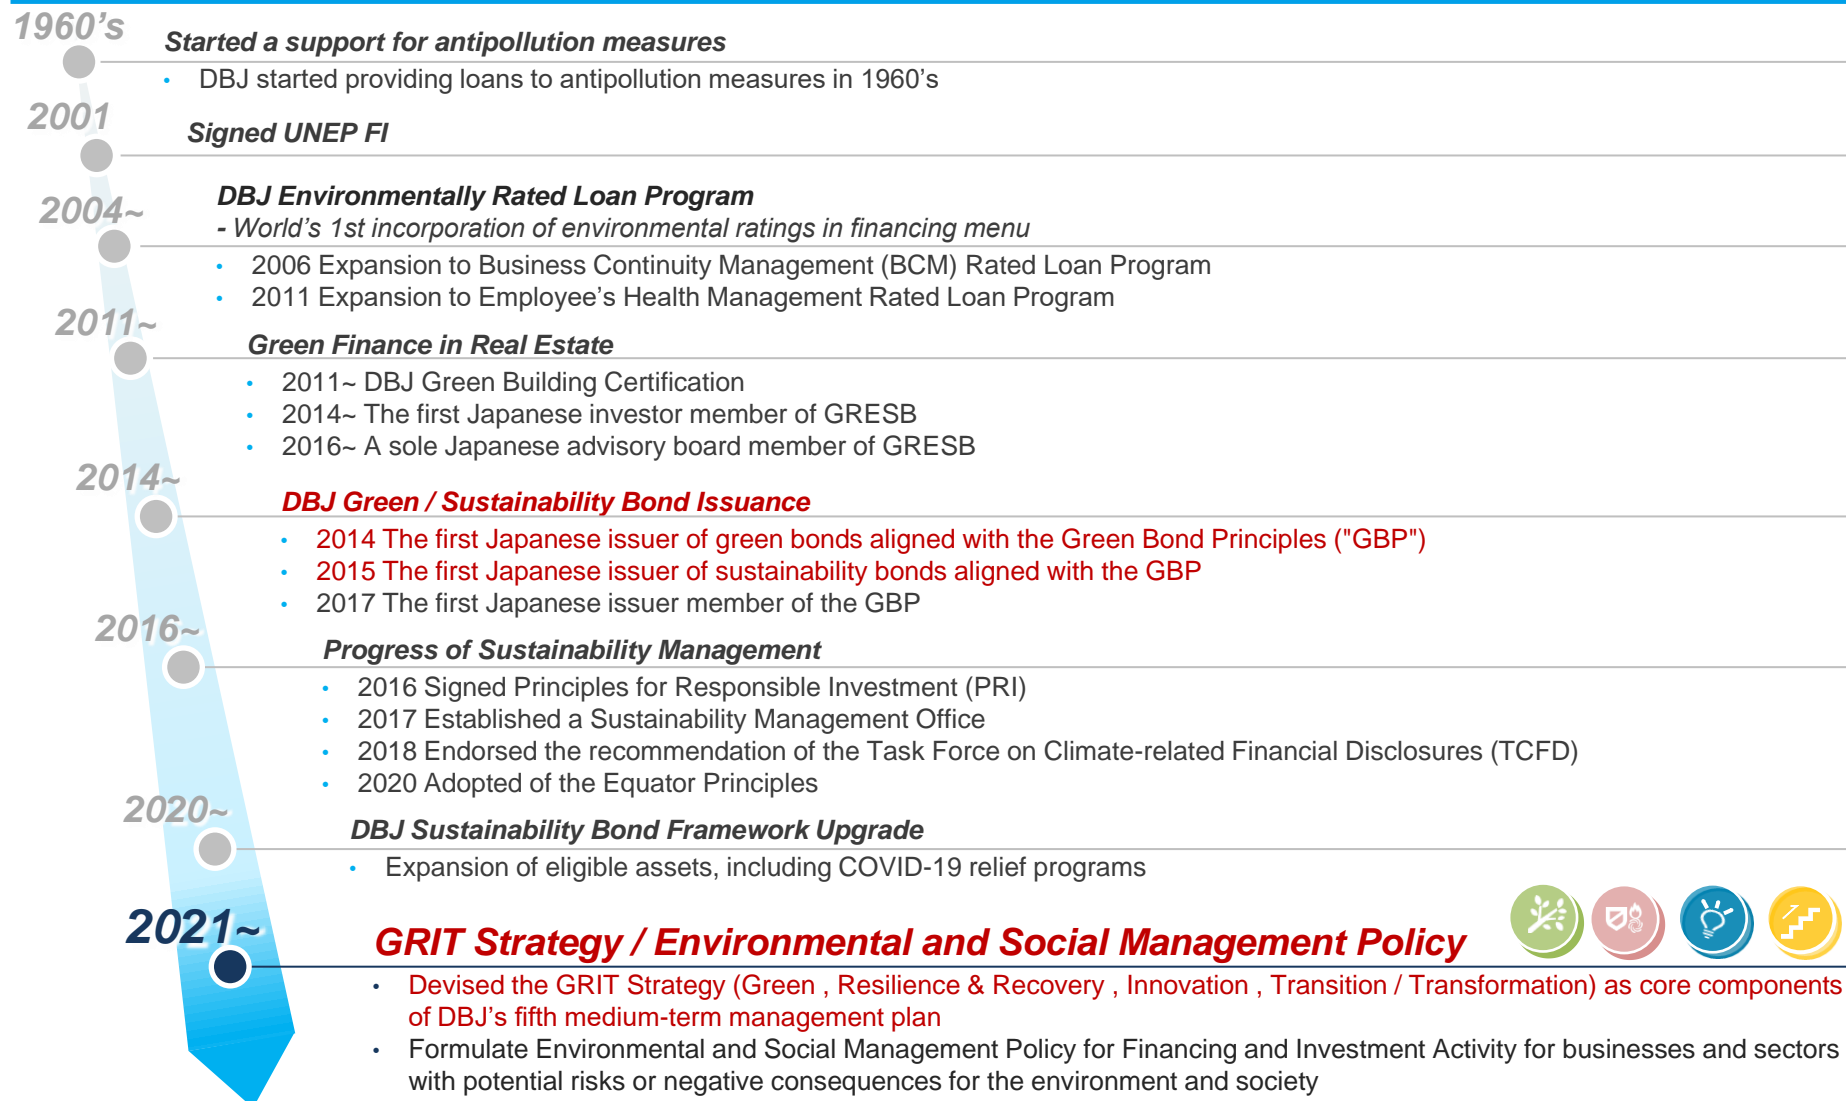 1960’s
Started a support for antipollution measures
• DBJ started providing loans to antipollution measures in 1960’s
2001
Signed UNEP FI
2004~
DBJ Environmentally Rated Loan Program
- World’s 1st incorporation of environmental ratings in financing menu
• 2006 Expansion to Business Continuity Management (BCM) Rated Loan Program
• 2011 Expansion to Employee’s Health Management Rated Loan Program
2011~
Green Finance in Real Estate
• 2011~ DBJ Green Building Certification
• 2014~ The first Japanese investor member of GRESB
• 2016~ A sole Japanese advisory board member of GRESB
2014~
DBJ Green / Sustainability Bond Issuance
• 2014 The first Japanese issuer of green bonds aligned with the Green Bond Principles ("GBP")
• 2015 The first Japanese issuer of sustainability bonds aligned with the GBP
• 2017 The first Japanese issuer member of the GBP
2016~
Progress of Sustainability Management
• 2016 Signed Principles for Responsible Investment (PRI)
• 2017 Established a Sustainability Management Office
• 2018 Endorsed the recommendation of the Task Force on Climate-related Financial Disclosures (TCFD)
• 2020 Adopted of the Equator Principles
2020~
DBJ Sustainability Bond Framework Upgrade
• Expansion of eligible assets, including COVID-19 relief programs
2021~
GRIT Strategy / Environmental and Social Management Policy
• Devised the GRIT Strategy (Green , Resilience & Recovery , Innovation , Transition / Transformation) as core components
of DBJ’s fifth medium-term management plan
• Formulate Environmental and Social Management Policy for Financing and Investment Activity for businesses and sectors
with potential risks or negative consequences for the environment and society